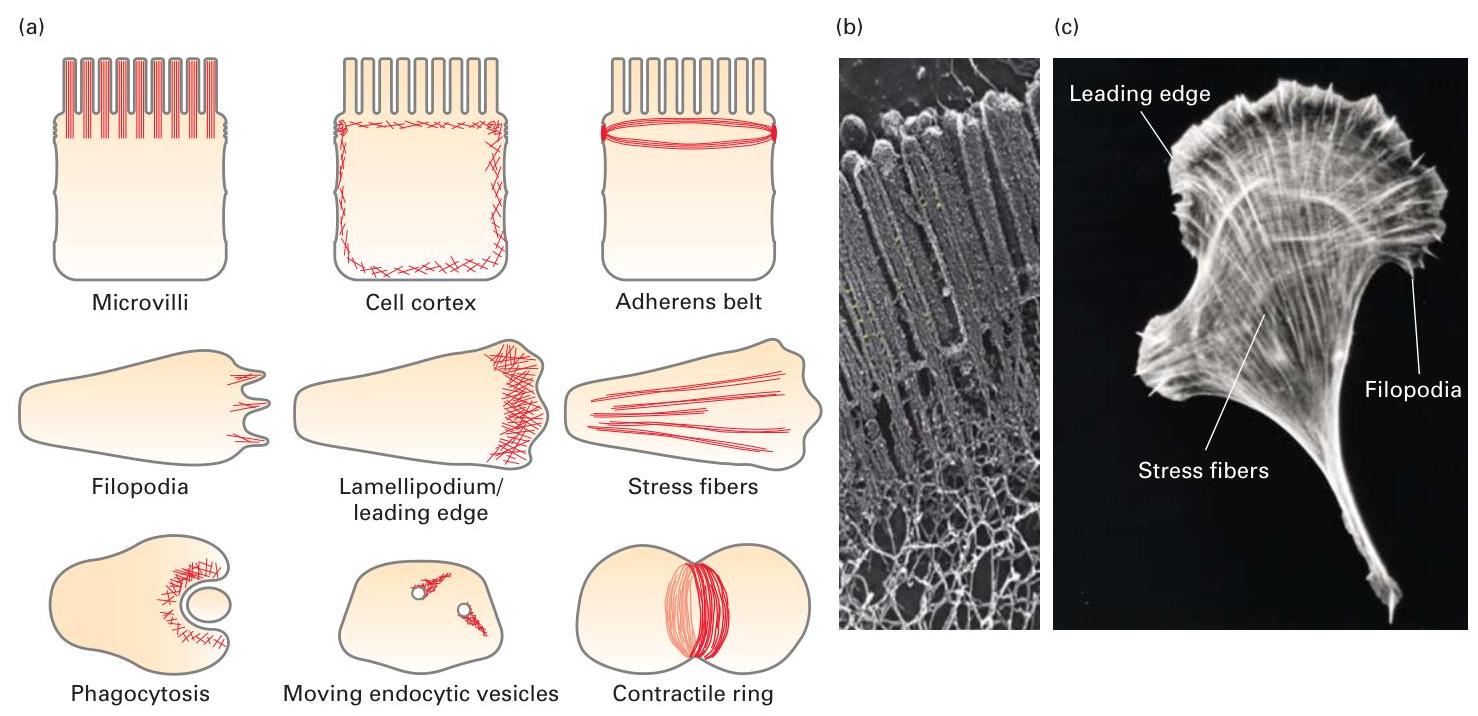 (a)
Microvilli
Cell cortex
Adherens belt
Filopodia
Lamellipodium/
leading edge
Stress fibers
Phagocytosis
Moving endocytic vesicles
Contractile ring
(b)
(c)
Leading edge
Filopodia
Stress fibers